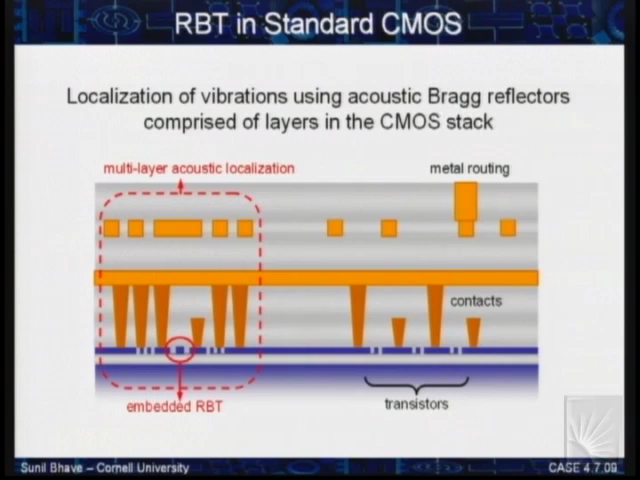 RBT in Standard CMOS
Localization of vibrations using acoustic Bragg reflectors
comprised of layers in the CMOS stack
multi-layer acoustic localization
metal routing
contacts
embedded RBT
transistors
Sunil Bhave – Cornell University
CASE 4.7.09